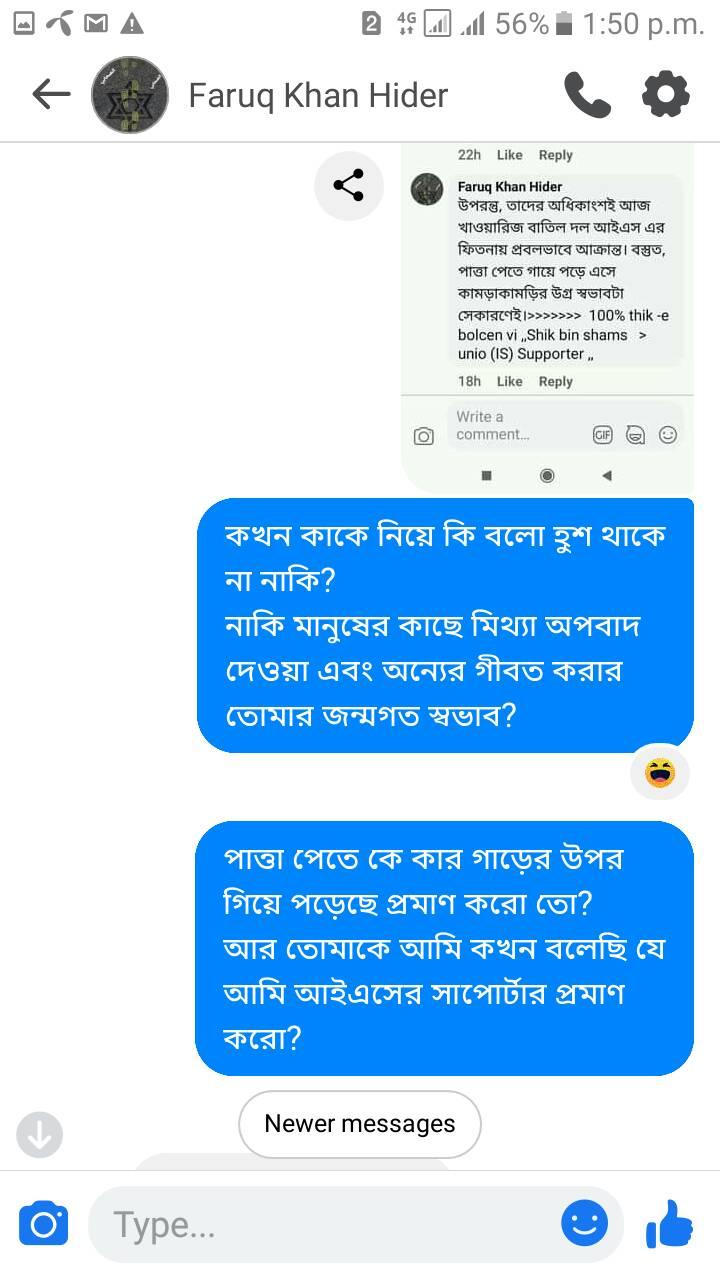 2 4G 56% 1:50 p.m.
Faruq Khan Hider
22h Like Reply
Faruq Khan Hider
উপরন্তু, তাদের অধিকাংশই আজ
খাওয়ারিজ বাতিল দল আইএস এর
ফিতনায় প্রবলভাবে আক্রান্ত। বস্তুত,
পাত্তা পেতে গায়ে পড়ে এসে
কামড়াকামড়ির উগ্র স্বভাবটা
সেকারণেই।>>>>>>> 100% thik -e
bolcen vi ,,Shik bin shams >
unio (IS) Supporter ,,
18h Like Reply
Write a
comment...
GIF
কখন কাকে নিয়ে কি বলো হুশ থাকে
না নাকি?
নাকি মানুষের কাছে মিথ্যা অপবাদ
দেওয়া এবং অন্যের গীবত করার
তোমার জন্মগত স্বভাব?
পাত্তা পেতে কে কার গাড়ের উপর
গিয়ে পড়েছে প্রমাণ করো তো?
আর তোমাকে আমি কখন বলেছি যে
আমি আইএসের সাপোর্টার প্রমাণ
করো?
Newer messages
Type...